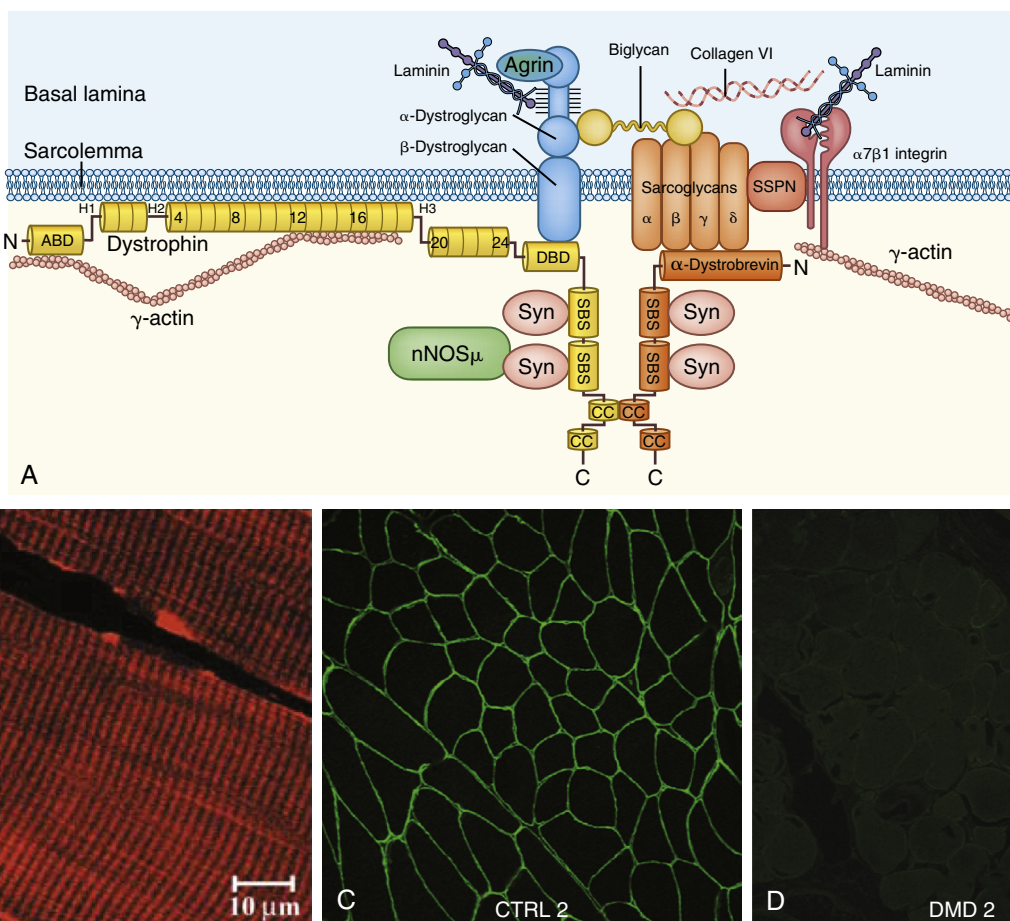 Agrin
Biglycan
Collagen VI
Laminin
Laminin
Basal lamina
α-Dystroglycan
β-Dystroglycan
α7β1 integrin
Sarcolemma
Sarcoglycans
SSPN
α β γ δ
H1
H2
4 8 12 16
H3
N
ABD
Dystrophin
20 24
DBD
α-Dystrobrevin
N
γ-actin
γ-actin
Syn
SBS
SBS
Syn
nNOSμ
Syn
SBS
SBS
Syn
CC
CC
CC
CC
C
C
A
10 μm
C
CTRL 2
D
DMD 2